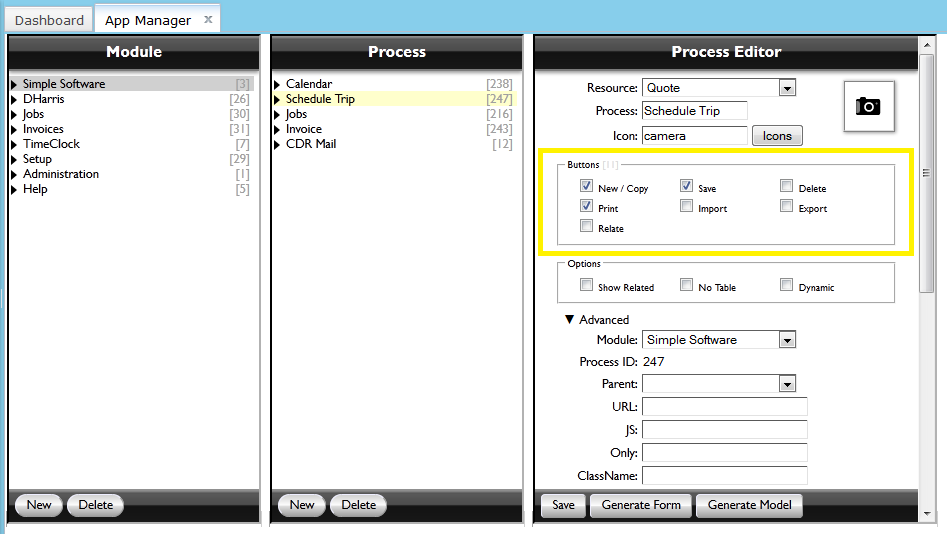 Dashboard App Manager x
Module
Simple Software [3]
DHarris [26]
Jobs [30]
Invoices [31]
TimeClock [7]
Setup [29]
Administration [1]
Help [5]
New Delete
Process
Calendar [238]
Schedule Trip [247]
Jobs [216]
Invoice [243]
CDR Mail [12]
New Delete
Process Editor
Resource: Quote
Process: Schedule Trip
Icon: camera Icons
Buttons [11]
New / Copy Save Delete
Print Import Export
Relate
Options
Show Related No Table Dynamic
Advanced
Module: Simple Software
Process ID: 247
Parent:
URL:
JS:
Only:
ClassName:
Save Generate Form Generate Model